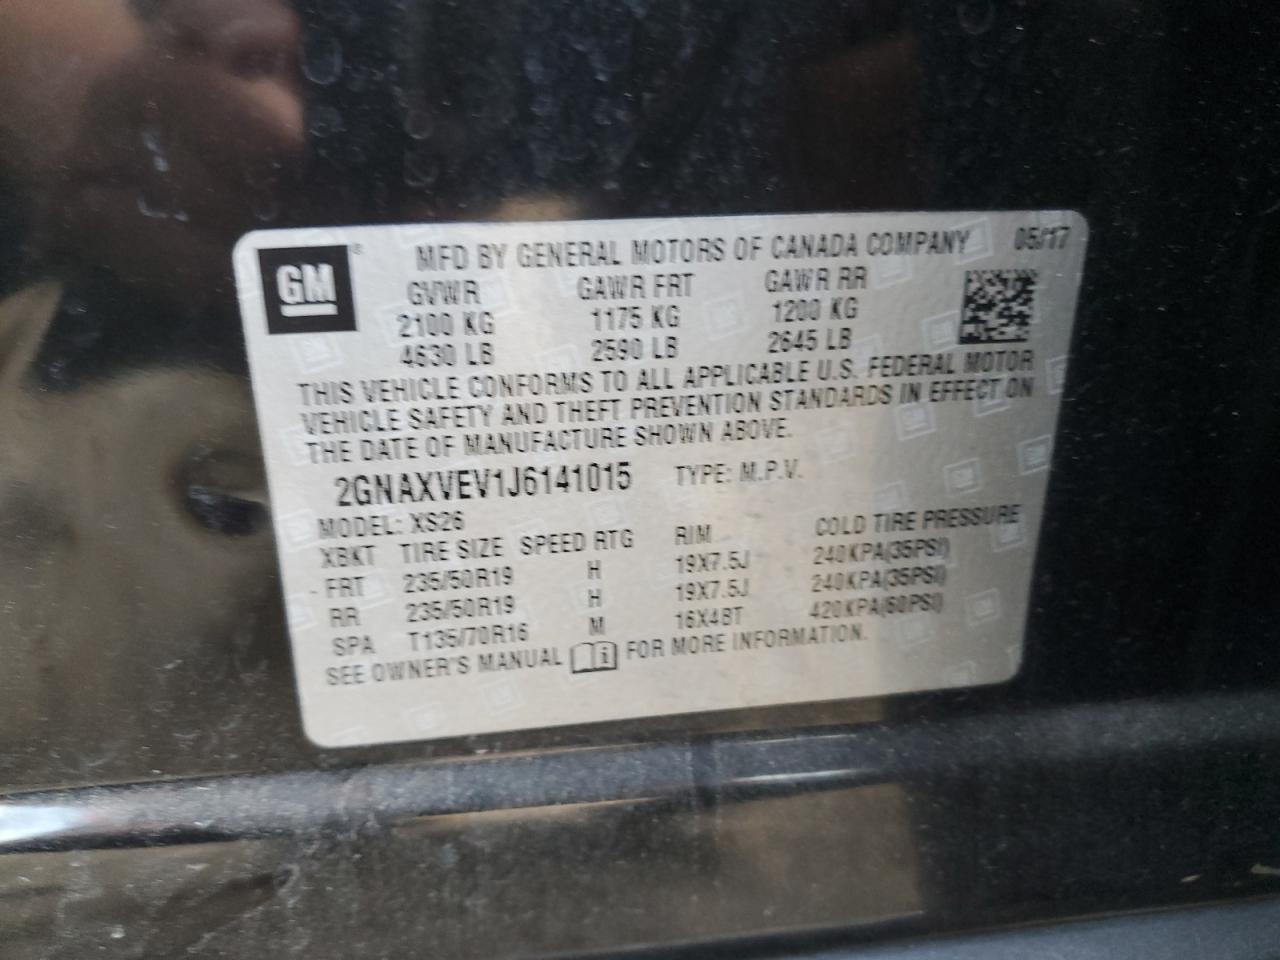 GM ® MFD BY GENERAL MOTORS OF CANADA COMPANY 05/17
GVWR GAWR FRT GAWR RR
2100 KG 1175 KG 1200 KG
4630 LB 2590 LB 2645 LB
THIS VEHICLE CONFORMS TO ALL APPLICABLE U.S. FEDERAL MOTOR
VEHICLE SAFETY AND THEFT PREVENTION STANDARDS IN EFFECT ON
THE DATE OF MANUFACTURE SHOWN ABOVE.
2GNAXVEV1J6141015 TYPE: M.P.V.
MODEL: XS26
XBKT TIRE SIZE SPEED RTG RIM COLD TIRE PRESSURE
FRT 235/50R19 H 19X7.5J 240KPA(35PSI)
RR 235/50R19 H 19X7.5J 240KPA(35PSI)
SPA T135/70R16 M 16X4BT 420KPA(60PSI)
SEE OWNER'S MANUAL i FOR MORE INFORMATION.